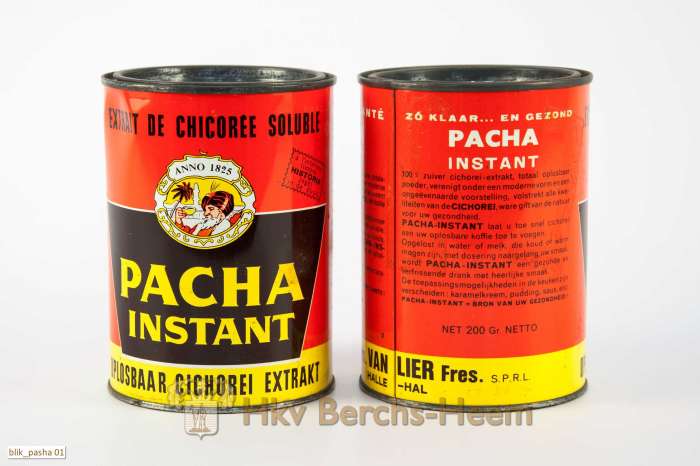 EXTRAIT DE CHICORÉE SOLUBLE
ANNO 1825
HISTORIA
PACHA
INSTANT
OPLOSBAAR CICHOREI EXTRAKT
ANTÉ
ZÓ KLAAR... EN GEZOND
PACHA
INSTANT
100% zuiver cichorei-extrakt, totaal oplosbaar
poeder, verenigt onder een moderne vorm en een
ongeëvenaarde voorstelling, volstrekt alle kwa-
liteiten van de CICHOREI, ware gift van de natuur
voor uw gezondheid.
PACHA-INSTANT laat u toe snel cichorei
aan uw oplosbare koffie toe te voegen.
Opgelost in water of melk, die koud of warm
mogen zijn, met dosering naargelang uw smaak,
wordt PACHA-INSTANT een gezonde en
verfrissende drank met heerlijke smaak.
De toepassingsmogelijkheden in de keuken zijn
verscheiden: karamelkreem, pudding, saus, etc.
PACHA-INSTANT = BRON VAN UW GEZONDHEID!
NET 200 Gr. NETTO
VAN LIER Fres. S.P.R.L.
HALLE -HAL
Hkv Berchs-Heem
blik_pasha 01